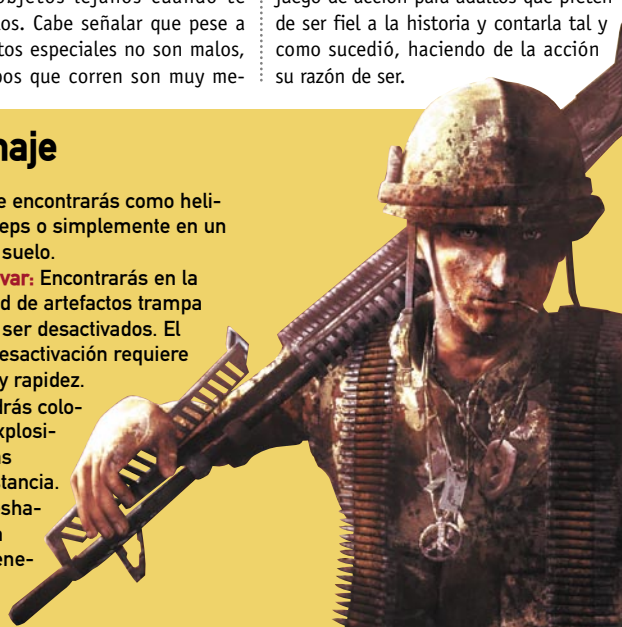 objetos lejanos cuando te
tos. Cabe señalar que pese a
tos especiales no son malos,
pos que corren son muy me-
juego de acción para adultos que preten
de ser fiel a la historia y contarla tal y
como sucedió, haciendo de la acción
su razón de ser.
naje
e encontrarás como heli-
eps o simplemente en un
suelo.
var: Encontrarás en la
d de artefactos trampa
ser desactivados. El
esactivación requiere
y rapidez.
drás colo-
xplosi-
as
tancia.
sha-
ene-